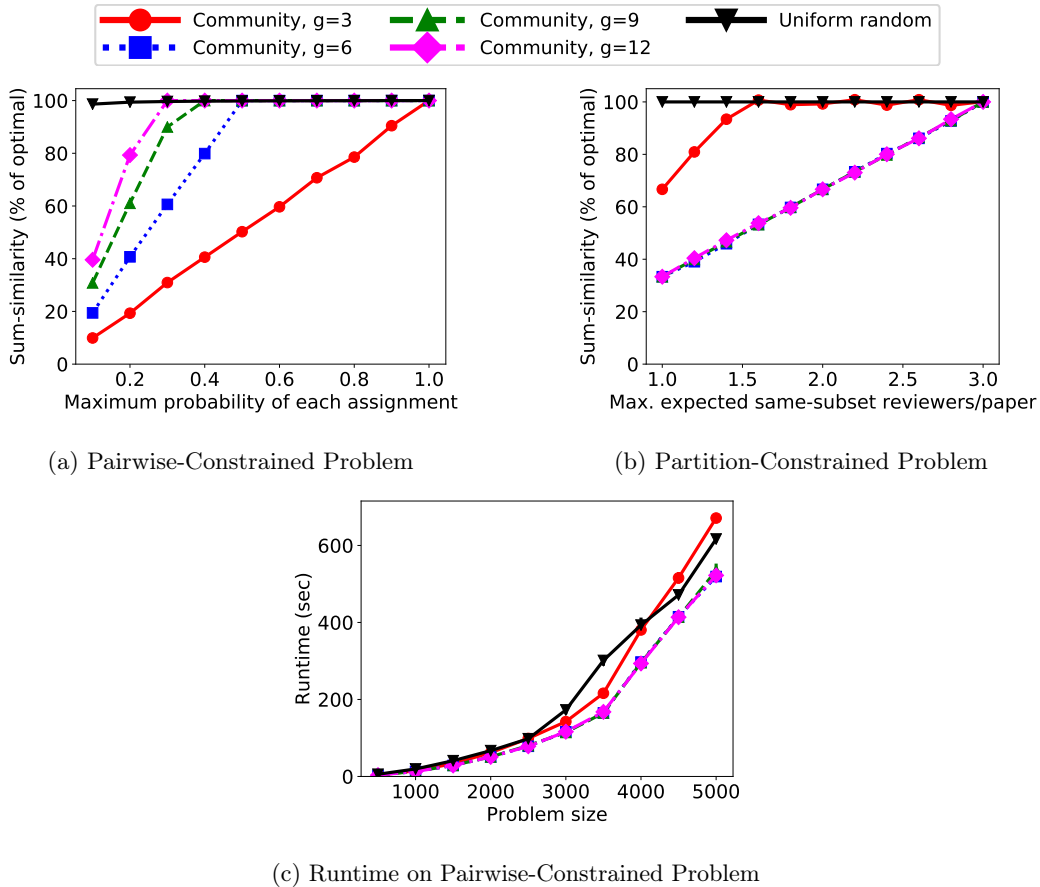 Community, g=3
Community, g=6
Community, g=9
Community, g=12
Uniform random
Sum-similarity (% of optimal)
100
80
60
40
20
0
0.2 0.4 0.6 0.8 1.0
Maximum probability of each assignment
(a) Pairwise-Constrained Problem
Sum-similarity (% of optimal)
100
80
60
40
20
0
1.0 1.5 2.0 2.5 3.0
Max. expected same-subset reviewers/paper
(b) Partition-Constrained Problem
Runtime (sec)
600
400
200
0
1000 2000 3000 4000 5000
Problem size
(c) Runtime on Pairwise-Constrained Problem